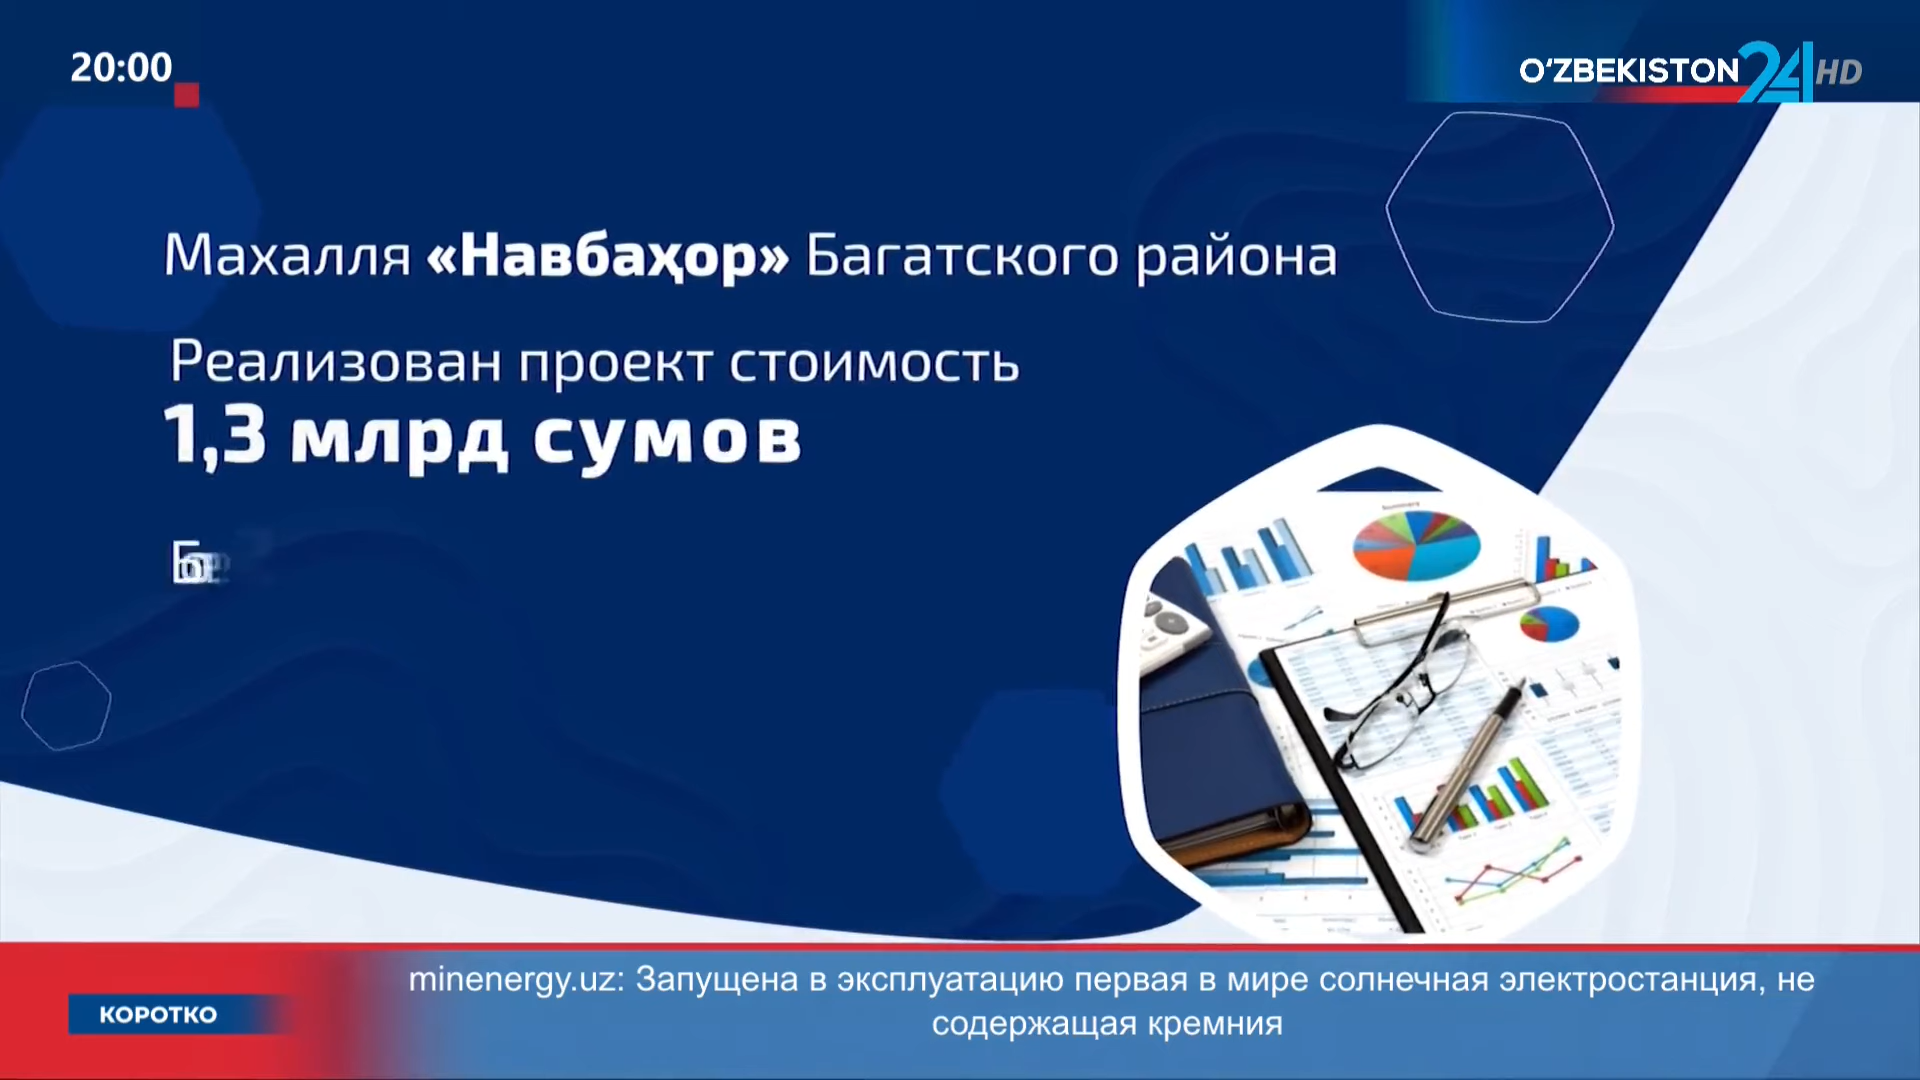 20:00
O‘ZBEKISTON 24 HD
Махалля «Навбаҳор» Багатского района
Реализован проект стоимость
1,3 млрд сумов
Summary
КОРОТКО
minenergy.uz: Запущена в эксплуатацию первая в мире солнечная электростанция, не
содержащая кремния